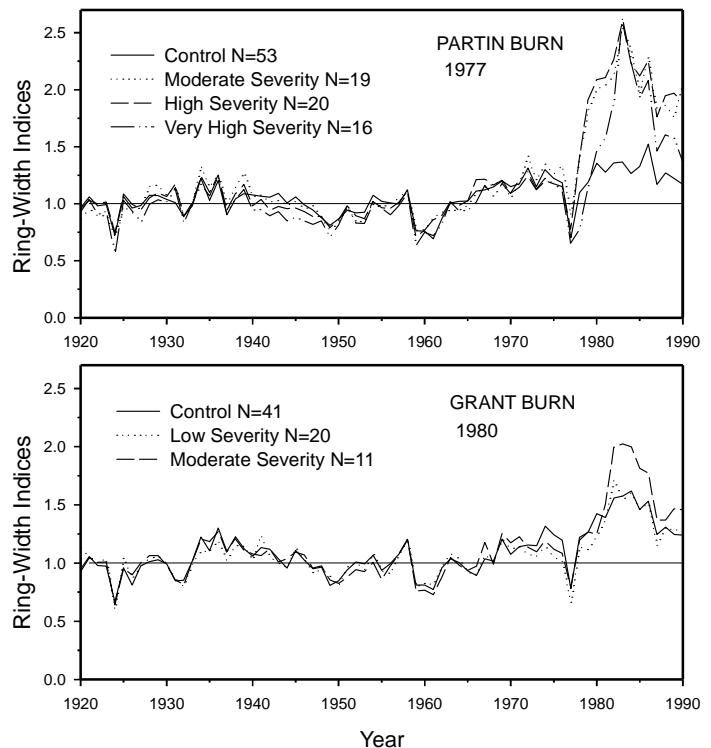 PARTIN BURN
1977
Control N=53
Moderate Severity N=19
High Severity N=20
Very High Severity N=16
Ring-Width Indices
2.5
2.0
1.5
1.0
0.5
0.0
1920 1930 1940 1950 1960 1970 1980 1990
GRANT BURN
1980
Control N=41
Low Severity N=20
Moderate Severity N=11
Ring-Width Indices
2.5
2.0
1.5
1.0
0.5
0.0
1920 1930 1940 1950 1960 1970 1980 1990
Year